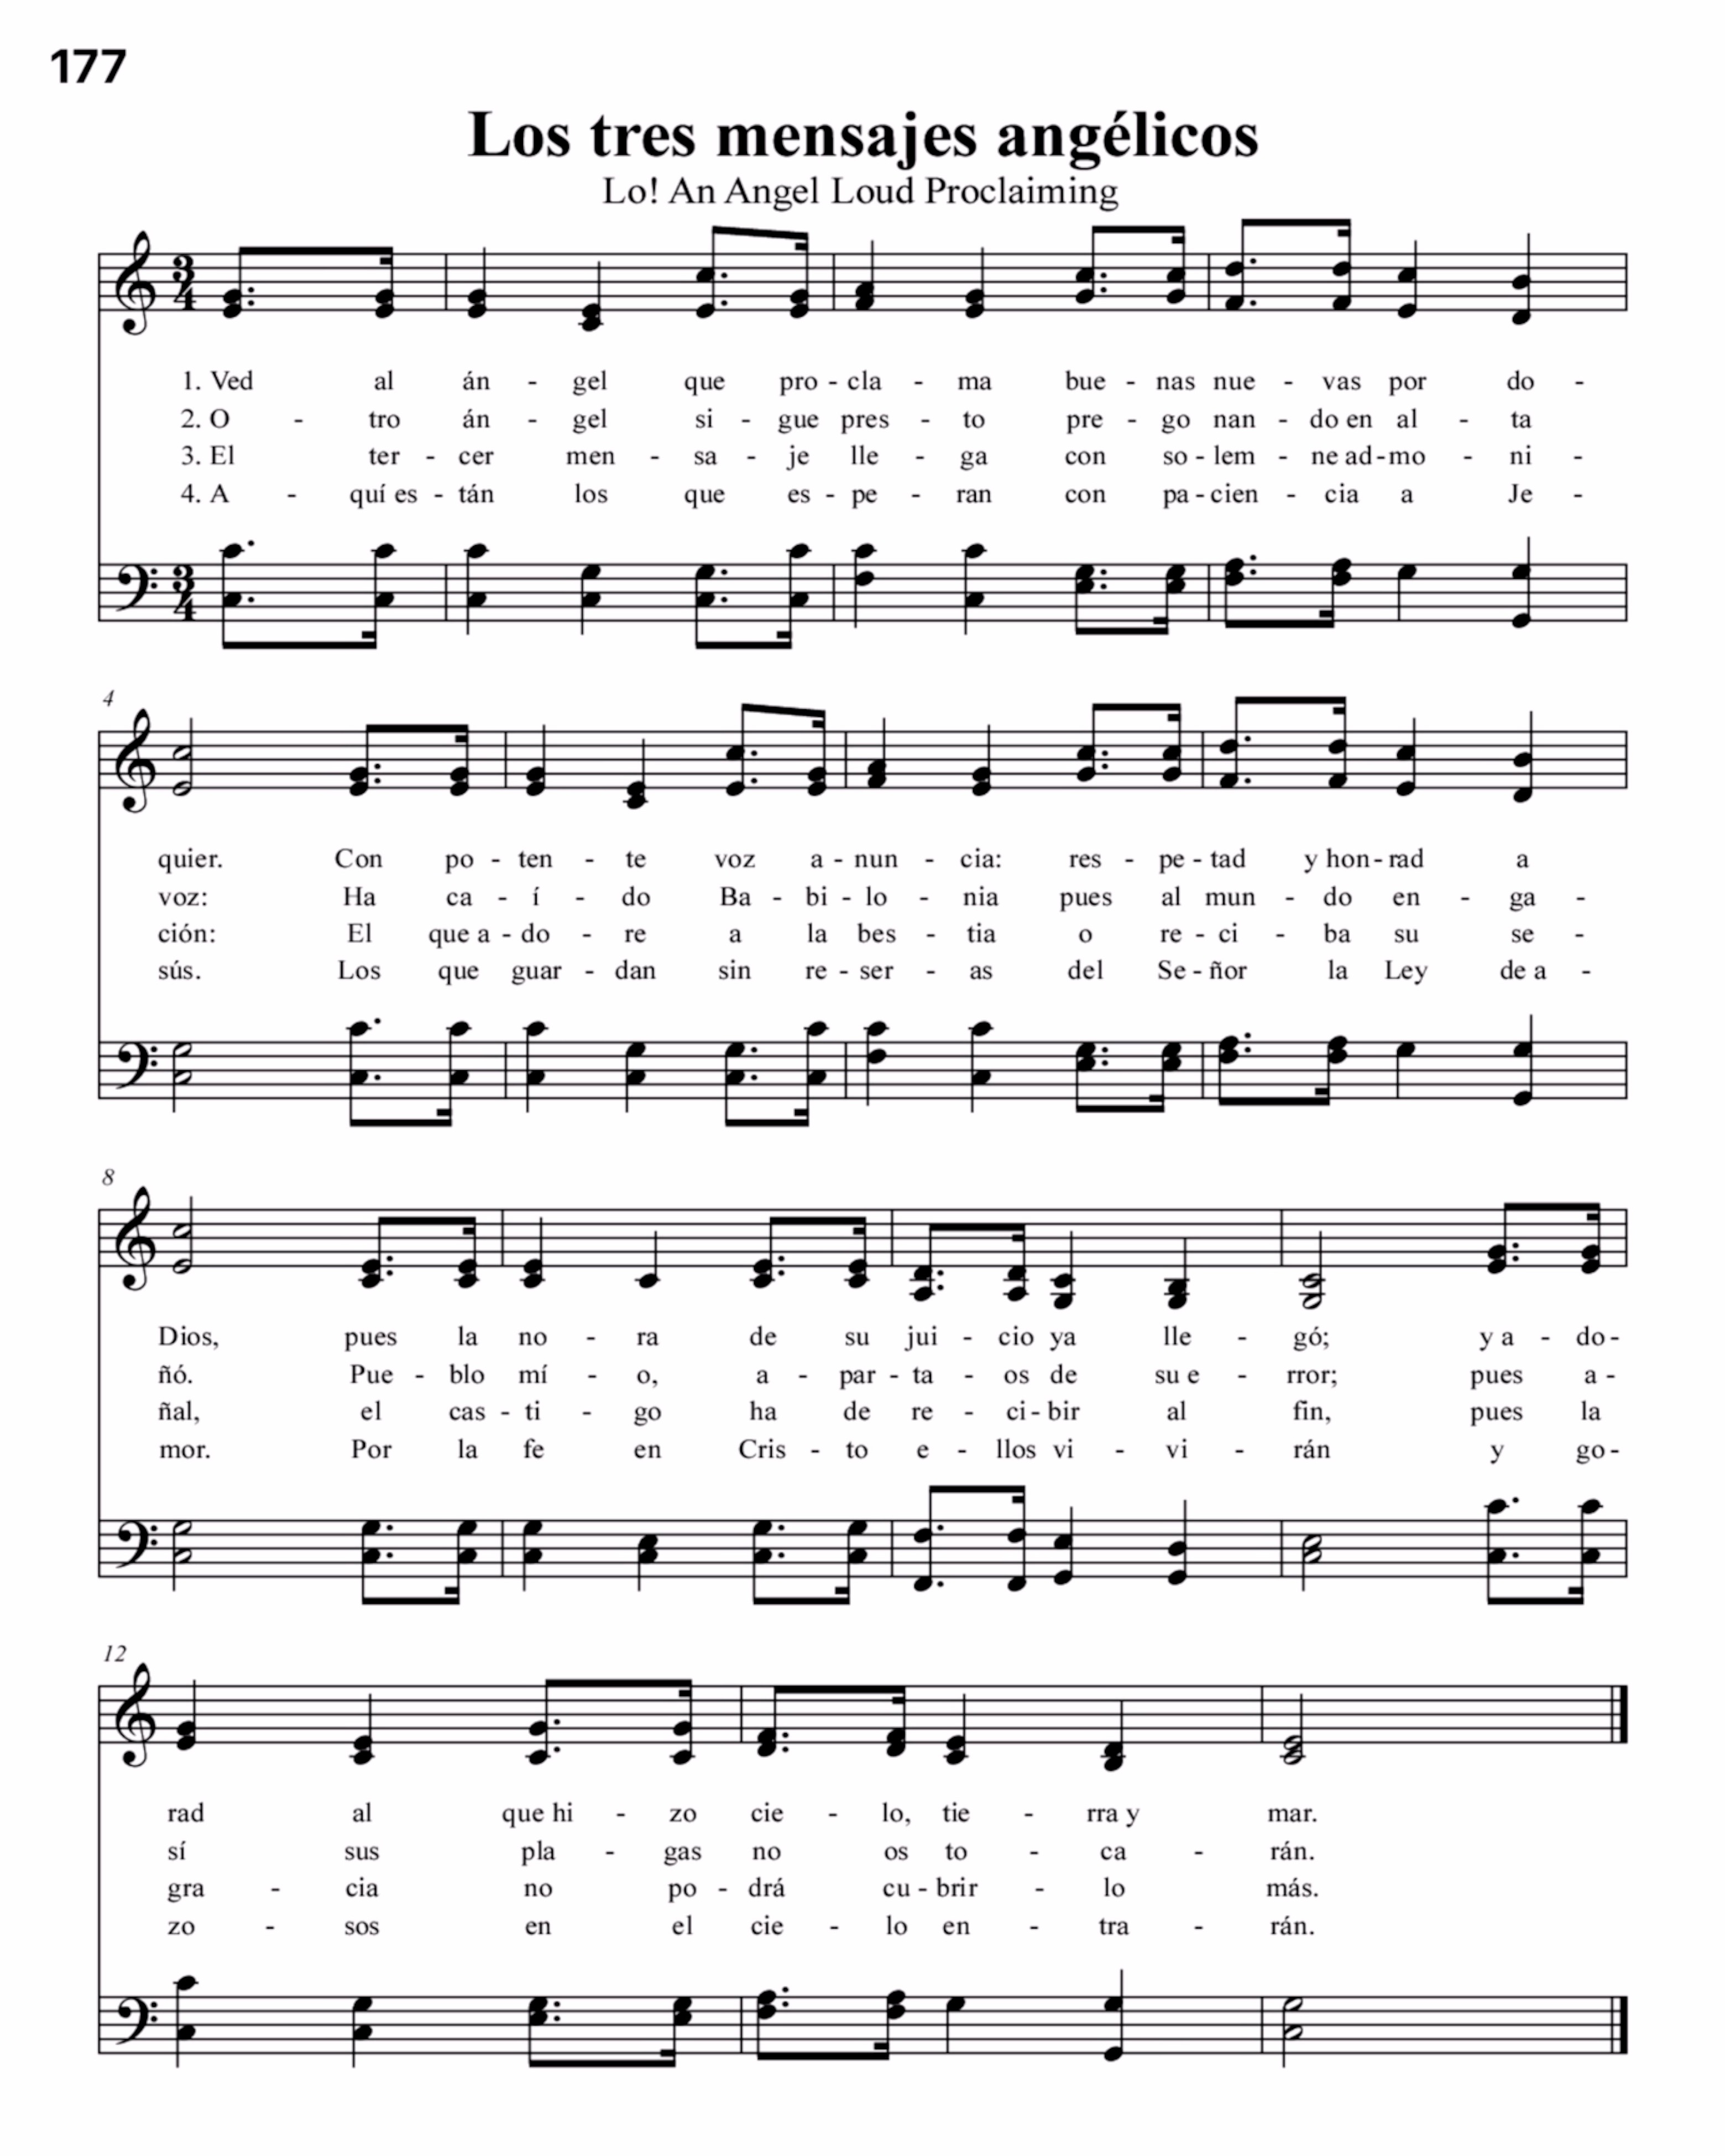 177
Los tres mensajes angélicos
Lo! An Angel Loud Proclaiming
3 4
1. Ved al án - gel que pro - cla - ma bue - nas nue - vas por do -
2. O - tro án - gel si - gue pres - to pre - go nan - do en al - ta
3. El ter - cer men - sa - je lle - ga con so - lem - ne ad - mo - ni -
4. A - quí es - tán los que es - pe - ran con pa - cien - cia a Je -
3 4
4
quier. Con po - ten - te voz a - nun - cia: res - pe - tad y hon - rad a
voz: Ha ca - í - do Ba - bi - lo - nia pues al mun - do en - ga -
ción: El que a - do - re a la bes - tia o re - ci - ba su se -
sús. Los que guar - dan sin re - ser - as del Se - ñor la Ley de a -
8
Dios, pues la no - ra de su jui - cio ya lle - gó; y a - do -
ñó. Pue - blo mí - o, a - par - ta - os de su e - rror; pues a -
ñal, el cas - ti - go ha de re - ci - bir al fin, pues la
mor. Por la fe en Cris - to e - llos vi - vi - rán y go -
12
rad al que hi - zo cie - lo, tie - rra y mar.
sí sus pla - gas no os to - ca - rán.
gra - cia no po - drá cu - brir - lo más.
zo - sos en el cie - lo en - tra - rán.